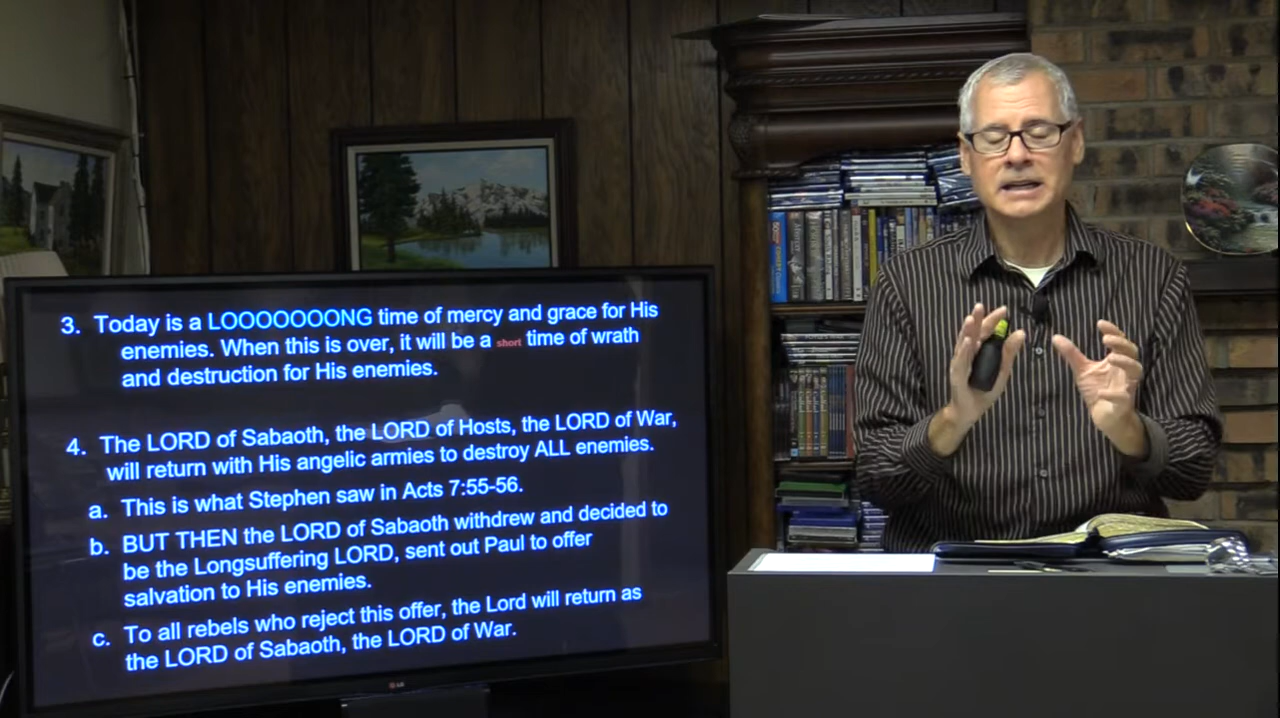 3. Today is a LOOOOOOONG time of mercy and grace for His
enemies. When this is over, it will be a short time of wrath
and destruction for His enemies.
4. The LORD of Sabaoth, the LORD of Hosts, the LORD of War,
will return with His angelic armies to destroy ALL enemies.
a. This is what Stephen saw in Acts 7:55-56.
b. BUT THEN the LORD of Sabaoth withdrew and decided to
be the Longsuffering LORD, sent out Paul to offer
salvation to His enemies.
c. To all rebels who reject this offer, the Lord will return as
the LORD of Sabaoth, the LORD of War.
LG